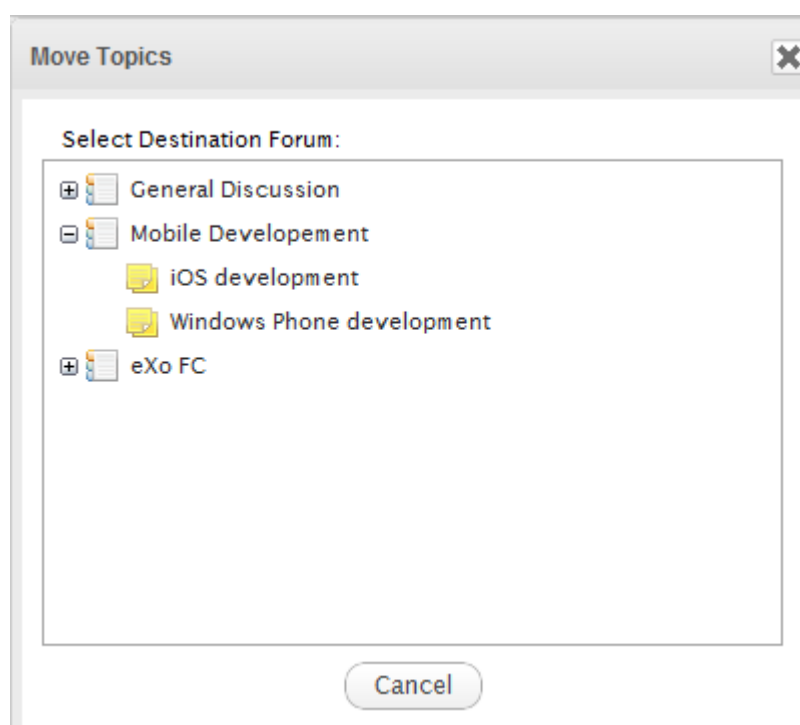 Move Topics
Select Destination Forum:
General Discussion
Mobile Developement
iOS development
Windows Phone development
eXo FC
Cancel